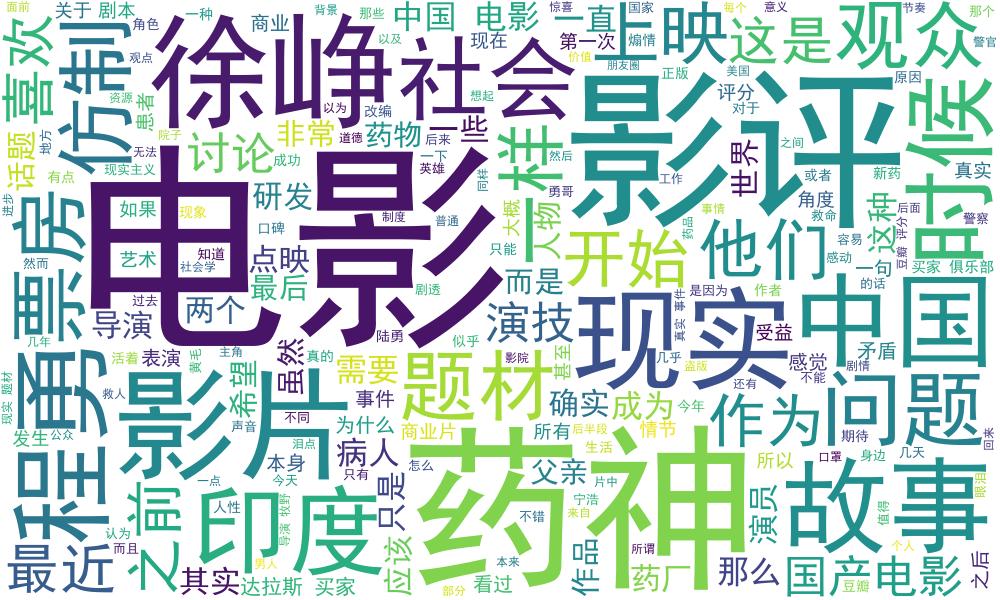 关于 剧本
角色
一种
商业
背景
那些
中国 电影
一直
惊喜
国家
面前
意义
节奏
每个
那个
警官
喜欢
仿制
徐峥
社会
以及
现在
第一次
上映
煽情
价值
朋友圈
这是
观众
观点
资源
患者
以为
改编
想起
正版
美国
评分
对于
原因
影评
时候
话题
地方
院子
讨论
非常
道德
药物
一些
后来
一样
然后
之间
新药
真实
无法
现实主义
成功
一下
英雄
同样
工作
世界
或者
角度
救命
有点
进步
票房
电影
研发
制度
普通
大概
勇哥
人物
药品
事情
这种
后面
评分
豆瓣
警察
如果
现象
口碑
只能
开始
他们
容易
感动
一句
艺术
知道
社会学
点映
然而
最后
剧透
而是
是因为
作者
的话
买家 俱乐部
过去
两个
导演
陆勇
演技
现实
真实 事件
受益
中国
几年
似乎
程勇
活着
表演
黄毛
主角
真的
虽然
需要
影院
甚至
题材
几乎
盗版
感觉
矛盾
剧情
现实 题材
救人
影片
希望
不同
事件
确实
成为
今年
还有
不能
作为
问题
发生
公众
声音
泪点
为什么
商业片
所有
后半段
情节
生活
期待
回来
一点
本身
今天
病人
只有
怎么
药神
父亲
片中
所以
口罩
身边
几天
之前
印度
人性
导演 牧野
只是
宁浩
来自
不错
演员
故事
值得
眼泪
认为
而且
最近
其实
男人
达拉斯
买家
应该
本来
看过
部分
作品
所谓
药厂
那么
个人
国产 电影
豆瓣
之后